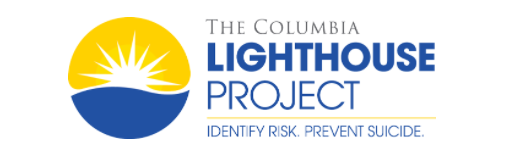 THE COLUMBIA
LIGHTHOUSE
PROJECT
IDENTIFY RISK. PREVENT SUICIDE.